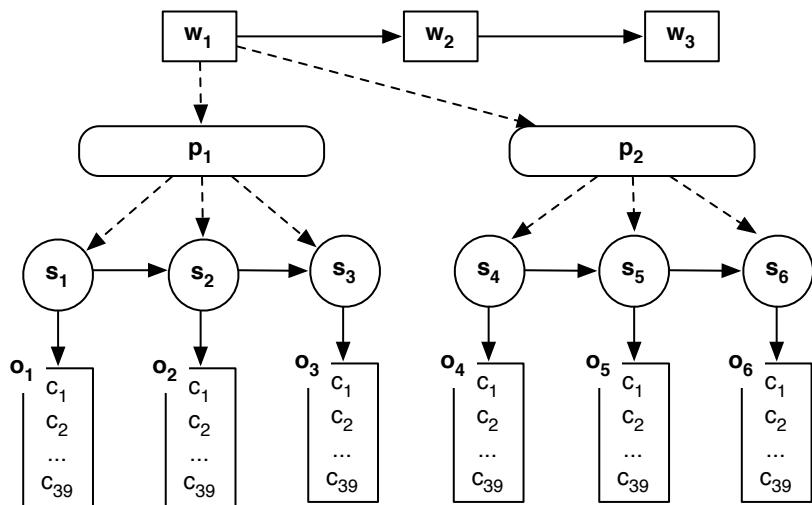 w₁ w₂ w₃
p₁ p₂
s₁ s₂ s₃ s₄ s₅ s₆
o₁ o₂ o₃ o₄ o₅ o₆
c₁ c₁ c₁ c₁ c₁ c₁
c₂ c₂ c₂ c₂ c₂ c₂
... ... ... ... ... ...
c₃₉ c₃₉ c₃₉ c₃₉ c₃₉ c₃₉